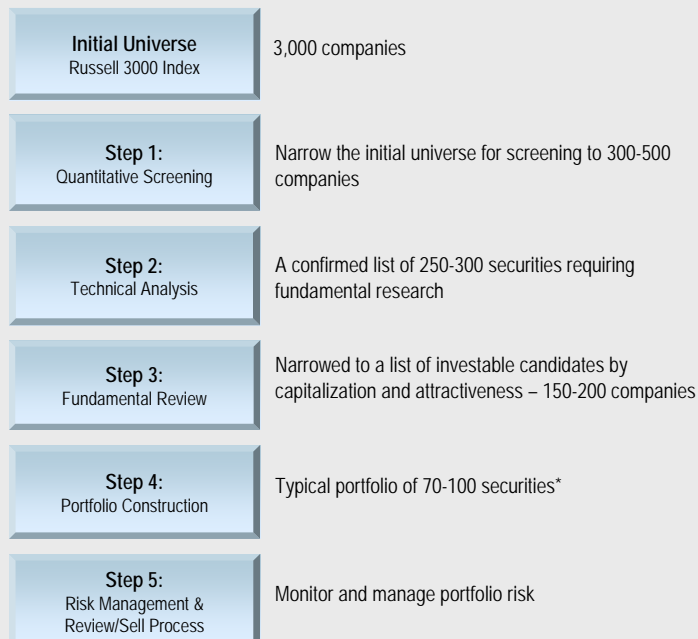 Initial Universe
Russell 3000 Index
3,000 companies
Step 1:
Quantitative Screening
Narrow the initial universe for screening to 300-500
companies
Step 2:
Technical Analysis
A confirmed list of 250-300 securities requiring
fundamental research
Step 3:
Fundamental Review
Narrowed to a list of investable candidates by
capitalization and attractiveness – 150-200 companies
Step 4:
Portfolio Construction
Typical portfolio of 70-100 securities*
Step 5:
Risk Management &
Review/Sell Process
Monitor and manage portfolio risk